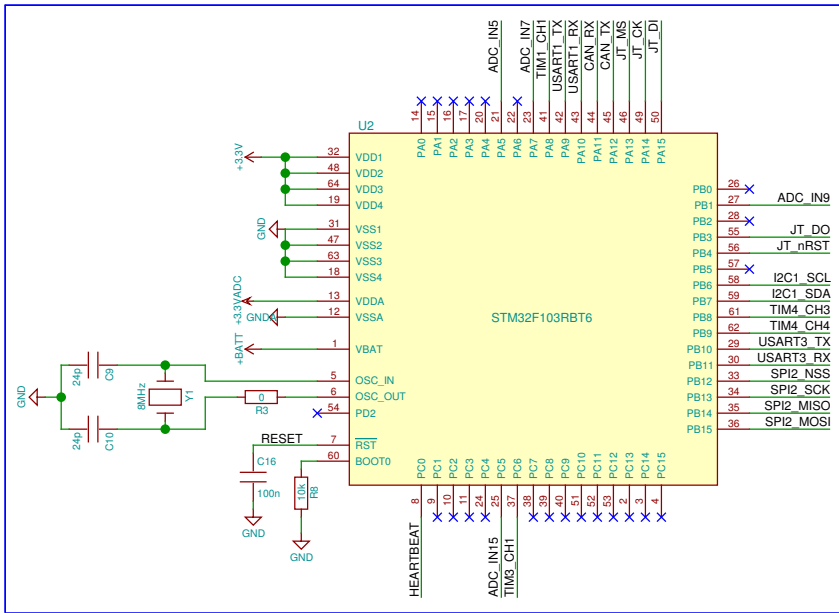 ADC_IN5
ADC_IN7
TIM1_CH1
USART1_TX
USART1_RX
CAN_RX
CAN_TX
JT_MS
JT_CK
JT_DI
14
15
16
17
20
21
22
23
41
42
43
44
45
46
49
50
U2
PA0
PA1
PA2
PA3
PA4
PA5
PA6
PA7
PA8
PA9
PA10
PA11
PA12
PA13
PA14
PA15
+3.3V
32 VDD1
48 VDD2
64 VDD3
19 VDD4
GND
31 VSS1
47 VSS2
63 VSS3
18 VSS4
+3.3VADC
13 VDDA
GNDA
12 VSSA
+BATT
1 VBAT
5 OSC_IN
6 OSC_OUT
54 PD2
RESET 7 RST
60 BOOT0
STM32F103RBT6
PB0 26
PB1 27 ADC_IN9
PB2 28
PB3 55 JT_DO
PB4 56 JT_nRST
PB5 57
PB6 58 I2C1_SCL
PB7 59 I2C1_SDA
PB8 61 TIM4_CH3
PB9 62 TIM4_CH4
PB10 29 USART3_TX
PB11 30 USART3_RX
PB12 33 SPI2_NSS
PB13 34 SPI2_SCK
PB14 35 SPI2_MISO
PB15 36 SPI2_MOSI
GND
24p
C9
8MHz
Y1
24p
C10
0
R3
C16
100n
GND
10k
R8
GND
PC0
PC1
PC2
PC3
PC4
PC5
PC6
PC7
PC8
PC9
PC10
PC11
PC12
PC13
PC14
PC15
8
9
10
11
24
25
37
38
39
40
51
52
53
2
3
4
HEARTBEAT
ADC_IN15
TIM3_CH1